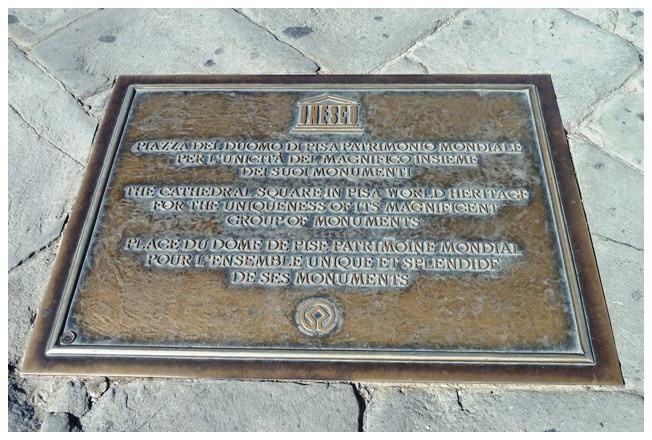 UNESCO
PIAZZA DEL DUOMO DI PISA PATRIMONIO MONDIALE
PER L'UNICITÀ DEL MAGNIFICO INSIEME
DEI SUOI MONUMENTI
THE CATHEDRAL SQUARE IN PISA WORLD HERITAGE
FOR THE UNIQUENESS OF ITS MAGNIFICENT
GROUP OF MONUMENTS
PLACE DU DOME DE PISE PATRIMOINE MONDIAL
POUR L'ENSEMBLE UNIQUE ET SPLENDIDE
DE SES MONUMENTS